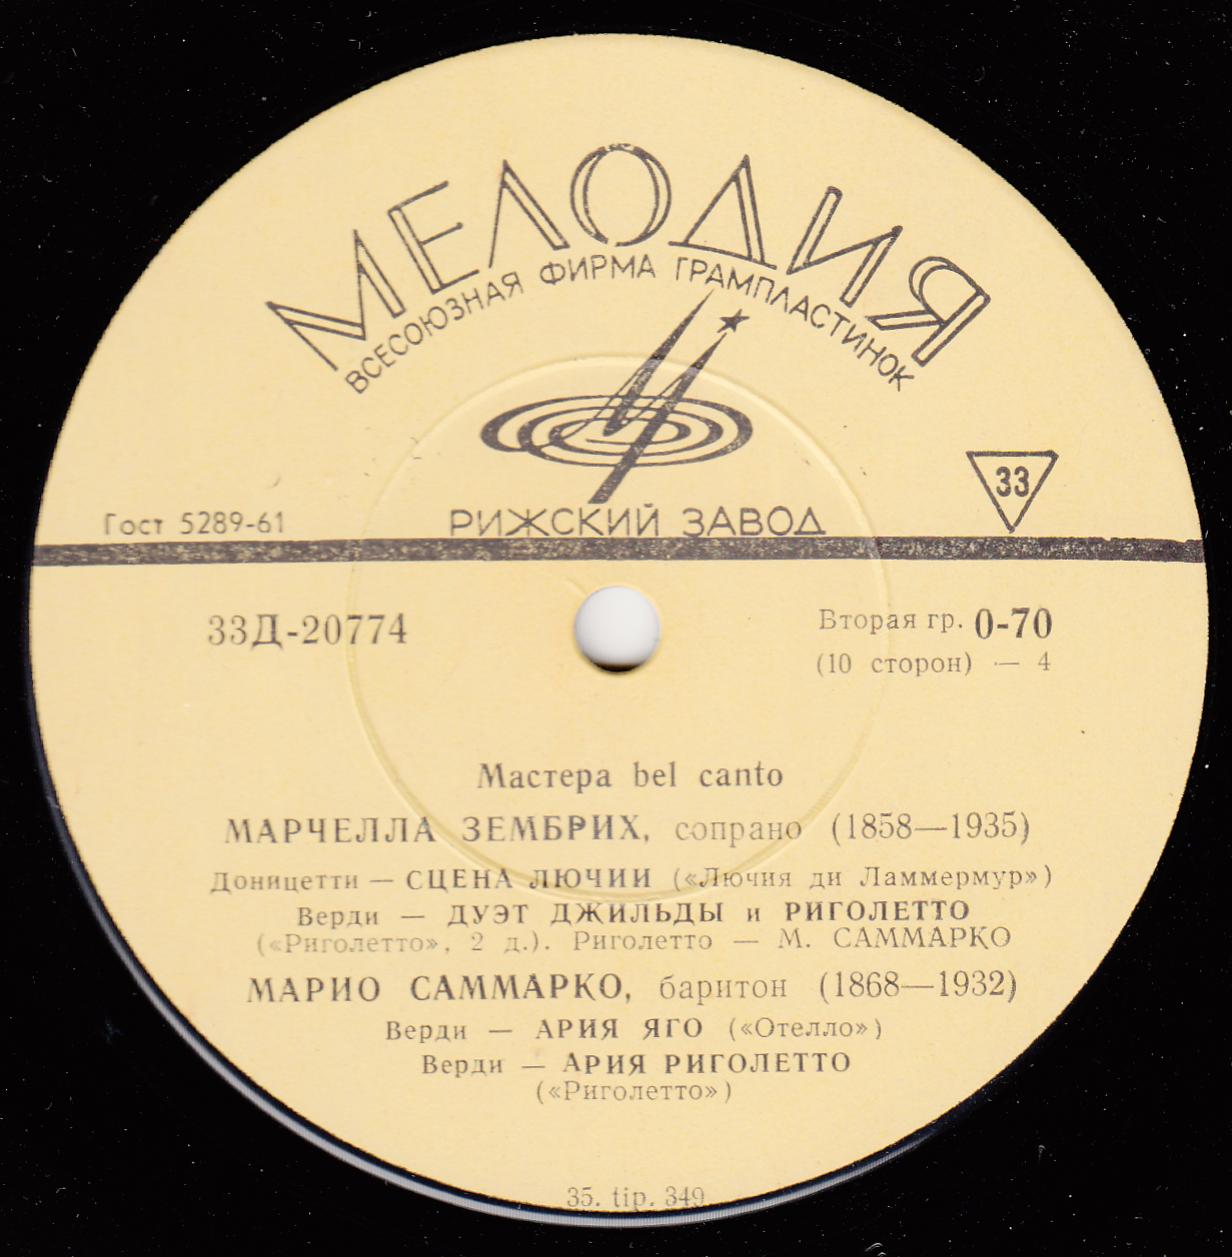 МЕЛОДИЯ
ВСЕСОЮЗНАЯ ФИРМА ГРАМПЛАСТИНОК
33
Гост 5289-61
РИЖСКИЙ ЗАВОД
33Д-20774
Вторая гр. 0-70
(10 сторон) — 4
Мастера bel canto
МАРЧЕЛЛА ЗЕМБРИХ, сопрано (1858—1935)
Доницетти — СЦЕНА ЛЮЧИИ («Лючия ди Ламмермур»)
Верди — ДУЭТ ДЖИЛЬДЫ и РИГОЛЕТТО
(«Риголетто», 2 д.). Риголетто — М. САММАРКО
МАРИО САММАРКО, баритон (1868—1932)
Верди — АРИЯ ЯГО («Отелло»)
Верди — АРИЯ РИГОЛЕТТО
(«Риголетто»)
35. tip. 349